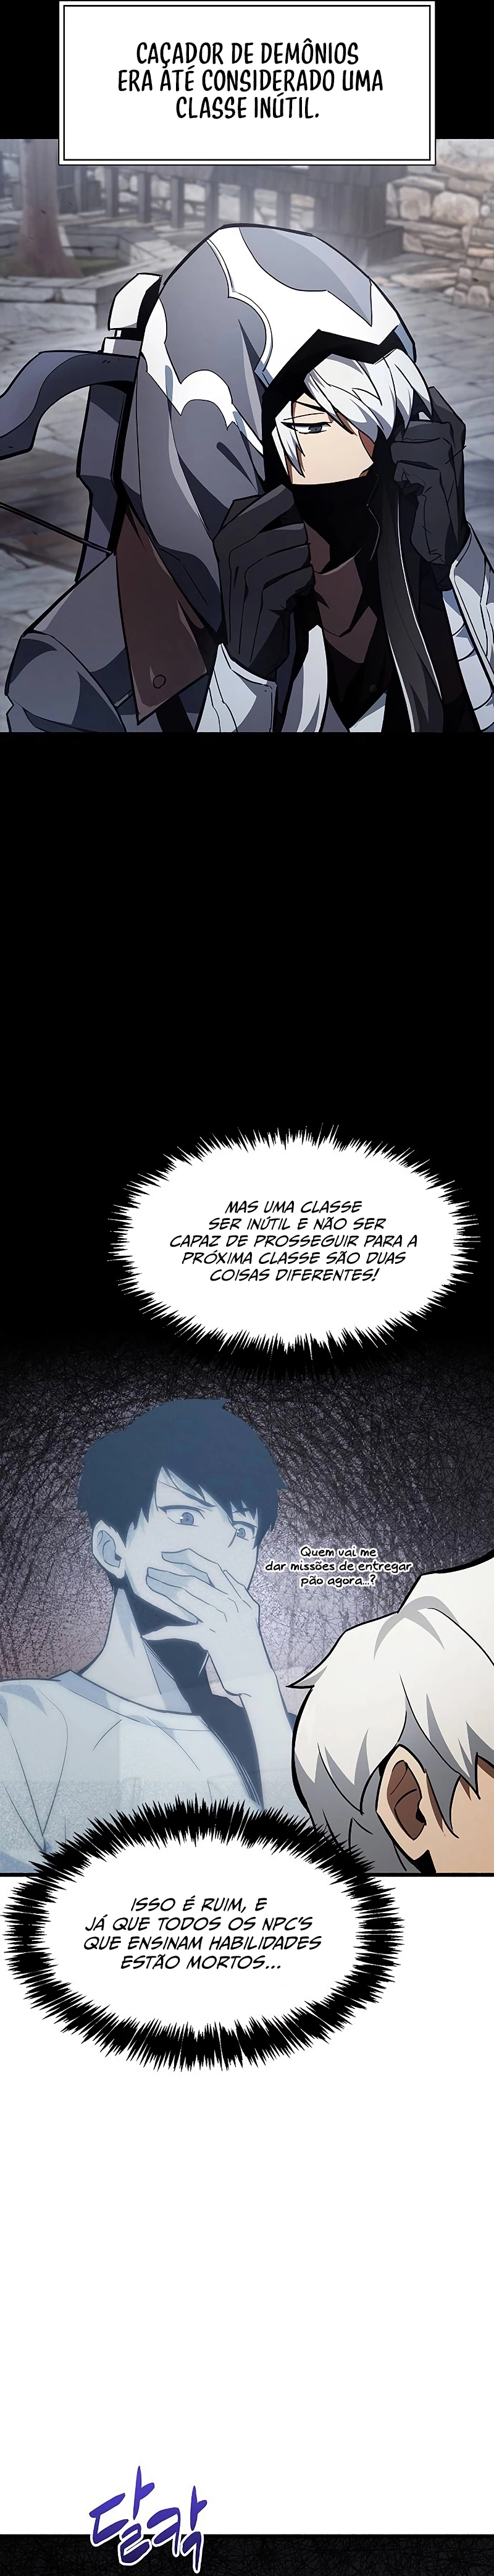 CAÇADOR DE DEMÔNIOS
ERA ATÉ CONSIDERADO UMA
CLASSE INÚTIL.
MAS UMA CLASSE
SER INÚTIL E NÃO SER
CAPAZ DE PROSSEGUIR PARA A
PRÓXIMA CLASSE SÃO DUAS
COISAS DIFERENTES!
Quem vai me
dar missões de entregar
pão agora...?
ISSO É RUIM, E
JÁ QUE TODOS OS NPC'S
QUE ENSINAM HABILIDADES
ESTÃO MORTOS...
달칵